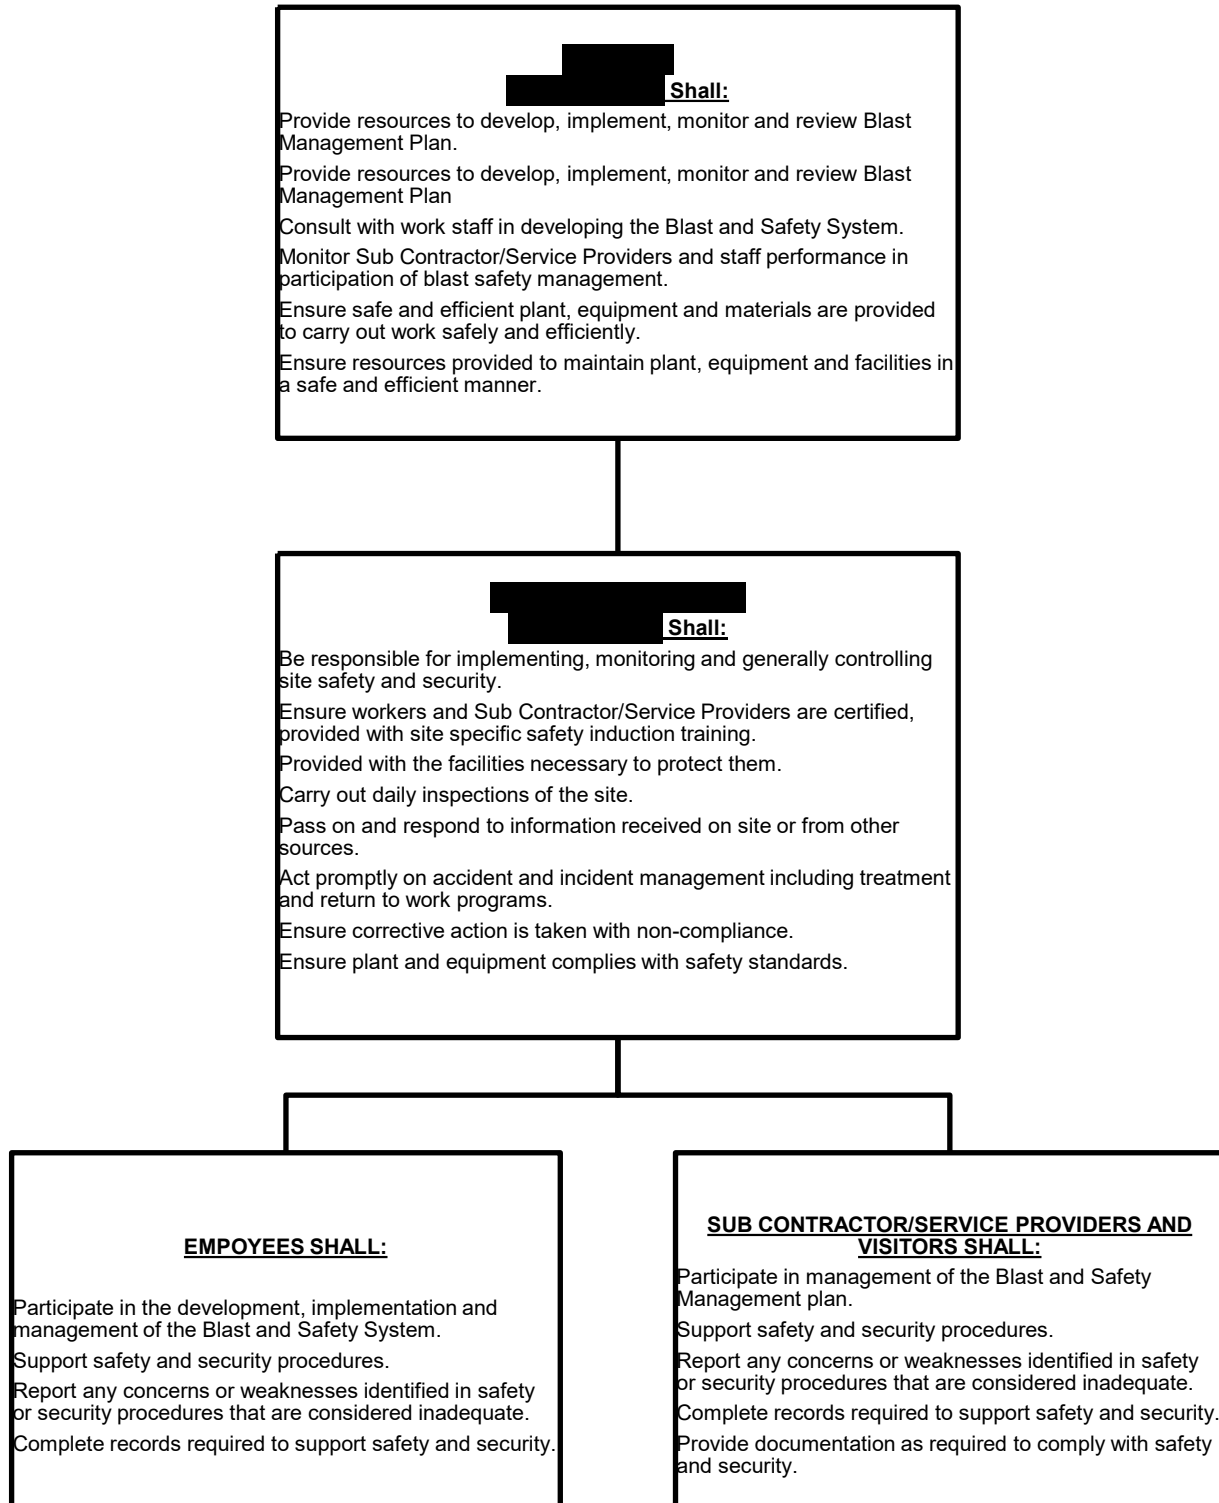 Shall:
Provide resources to develop, implement, monitor and review Blast
Management Plan.
Provide resources to develop, implement, monitor and review Blast
Management Plan
Consult with work staff in developing the Blast and Safety System.
Monitor Sub Contractor/Service Providers and staff performance in
participation of blast safety management.
Ensure safe and efficient plant, equipment and materials are provided
to carry out work safely and efficiently.
Ensure resources provided to maintain plant, equipment and facilities in
a safe and efficient manner.
Shall:
Be responsible for implementing, monitoring and generally controlling
site safety and security.
Ensure workers and Sub Contractor/Service Providers are certified,
provided with site specific safety induction training.
Provided with the facilities necessary to protect them.
Carry out daily inspections of the site.
Pass on and respond to information received on site or from other
sources.
Act promptly on accident and incident management including treatment
and return to work programs.
Ensure corrective action is taken with non-compliance.
Ensure plant and equipment complies with safety standards.
EMPOYEES SHALL:
Participate in the development, implementation and
management of the Blast and Safety System.
Support safety and security procedures.
Report any concerns or weaknesses identified in safety
or security procedures that are considered inadequate.
Complete records required to support safety and security.
SUB CONTRACTOR/SERVICE PROVIDERS AND
VISITORS SHALL:
Participate in management of the Blast and Safety
Management plan.
Support safety and security procedures.
Report any concerns or weaknesses identified in safety
or security procedures that are considered inadequate.
Complete records required to support safety and security.
Provide documentation as required to comply with safety
and security.